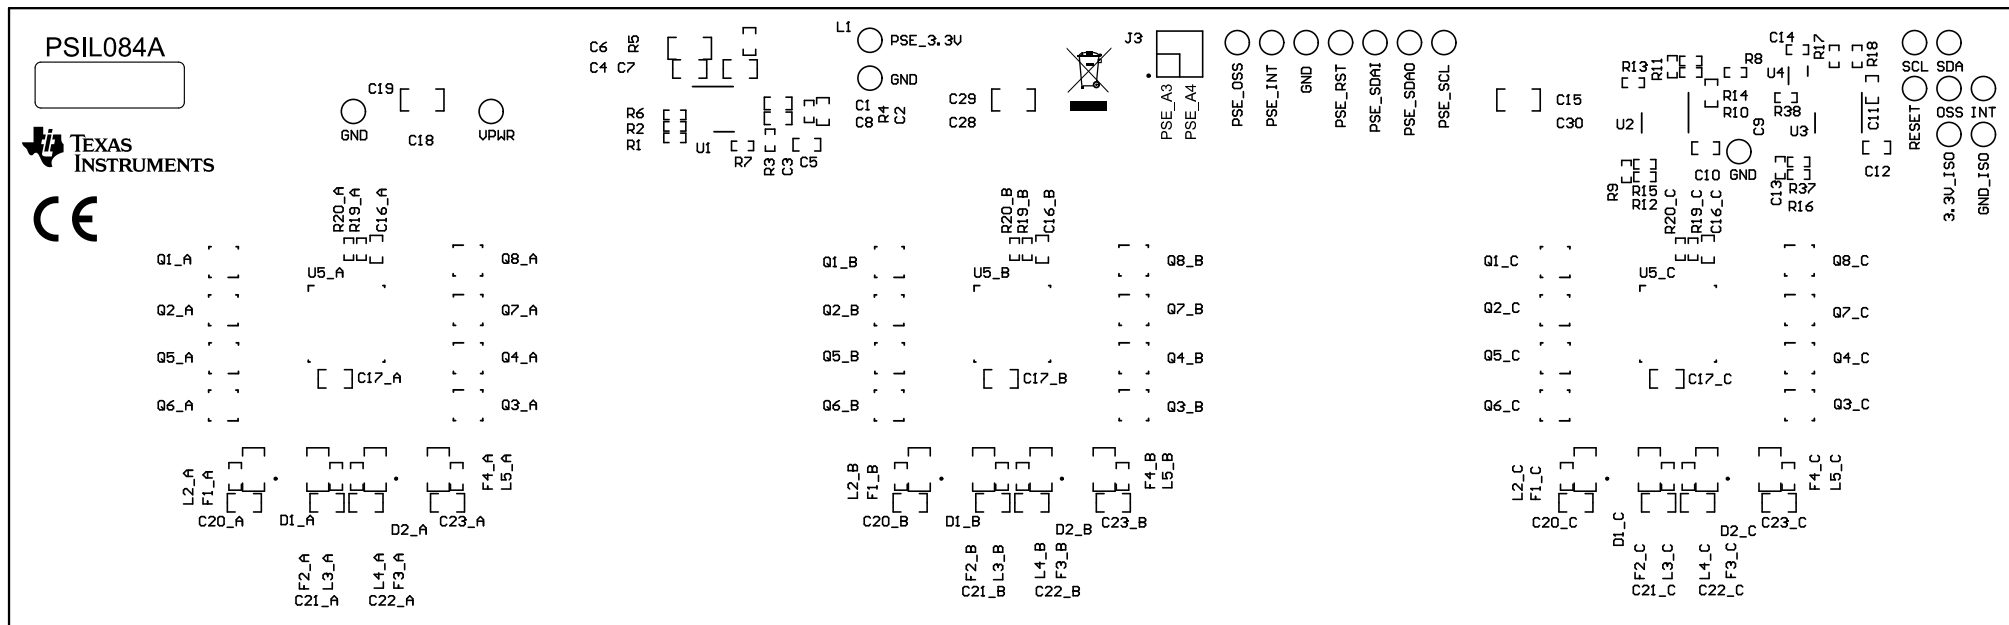 PSIL084A
TEXAS
INSTRUMENTS
C19
GND
C18
VPWR
C6 R5
C4 C7
R6
R2
R1
U1
R7
R3
C3
C5
L1
PSE_3.3V
GND
C1
C8
R4
C2
C29
C28
J3
PSE_A3
PSE_A4
PSE_OSS
PSE_INT
GND
PSE_RST
PSE_SDAI
PSE_SDAO
PSE_SCL
C15
C30
R13
R11
R8
C14
R17
R18
U4
R14
R10
R38
U2
C9
U3
C11
C12
SCL SDA
RESET
OSS INT
3.3V_ISO
GND_ISO
R9
R15
R12
C10
GND
C13
R37
R16
R20_A
R19_A
C16_A
Q1_A
U5_A
Q8_A
Q2_A
Q7_A
Q5_A
Q4_A
C17_A
Q6_A
Q3_A
L2_A
F1_A
F4_A
L5_A
C20_A
D1_A
D2_A
C23_A
F2_A
L3_A
L4_A
F3_A
C21_A
C22_A
R20_B
R19_B
C16_B
Q1_B
U5_B
Q8_B
Q2_B
Q7_B
Q5_B
Q4_B
C17_B
Q6_B
Q3_B
L2_B
F1_B
F4_B
L5_B
C20_B
D1_B
D2_B
C23_B
F2_B
L3_B
L4_B
F3_B
C21_B
C22_B
R20_C
R19_C
C16_C
Q1_C
U5_C
Q8_C
Q2_C
Q7_C
Q5_C
Q4_C
C17_C
Q6_C
Q3_C
L2_C
F1_C
F4_C
L5_C
C20_C
D1_C
D2_C
C23_C
F2_C
L3_C
L4_C
F3_C
C21_C
C22_C